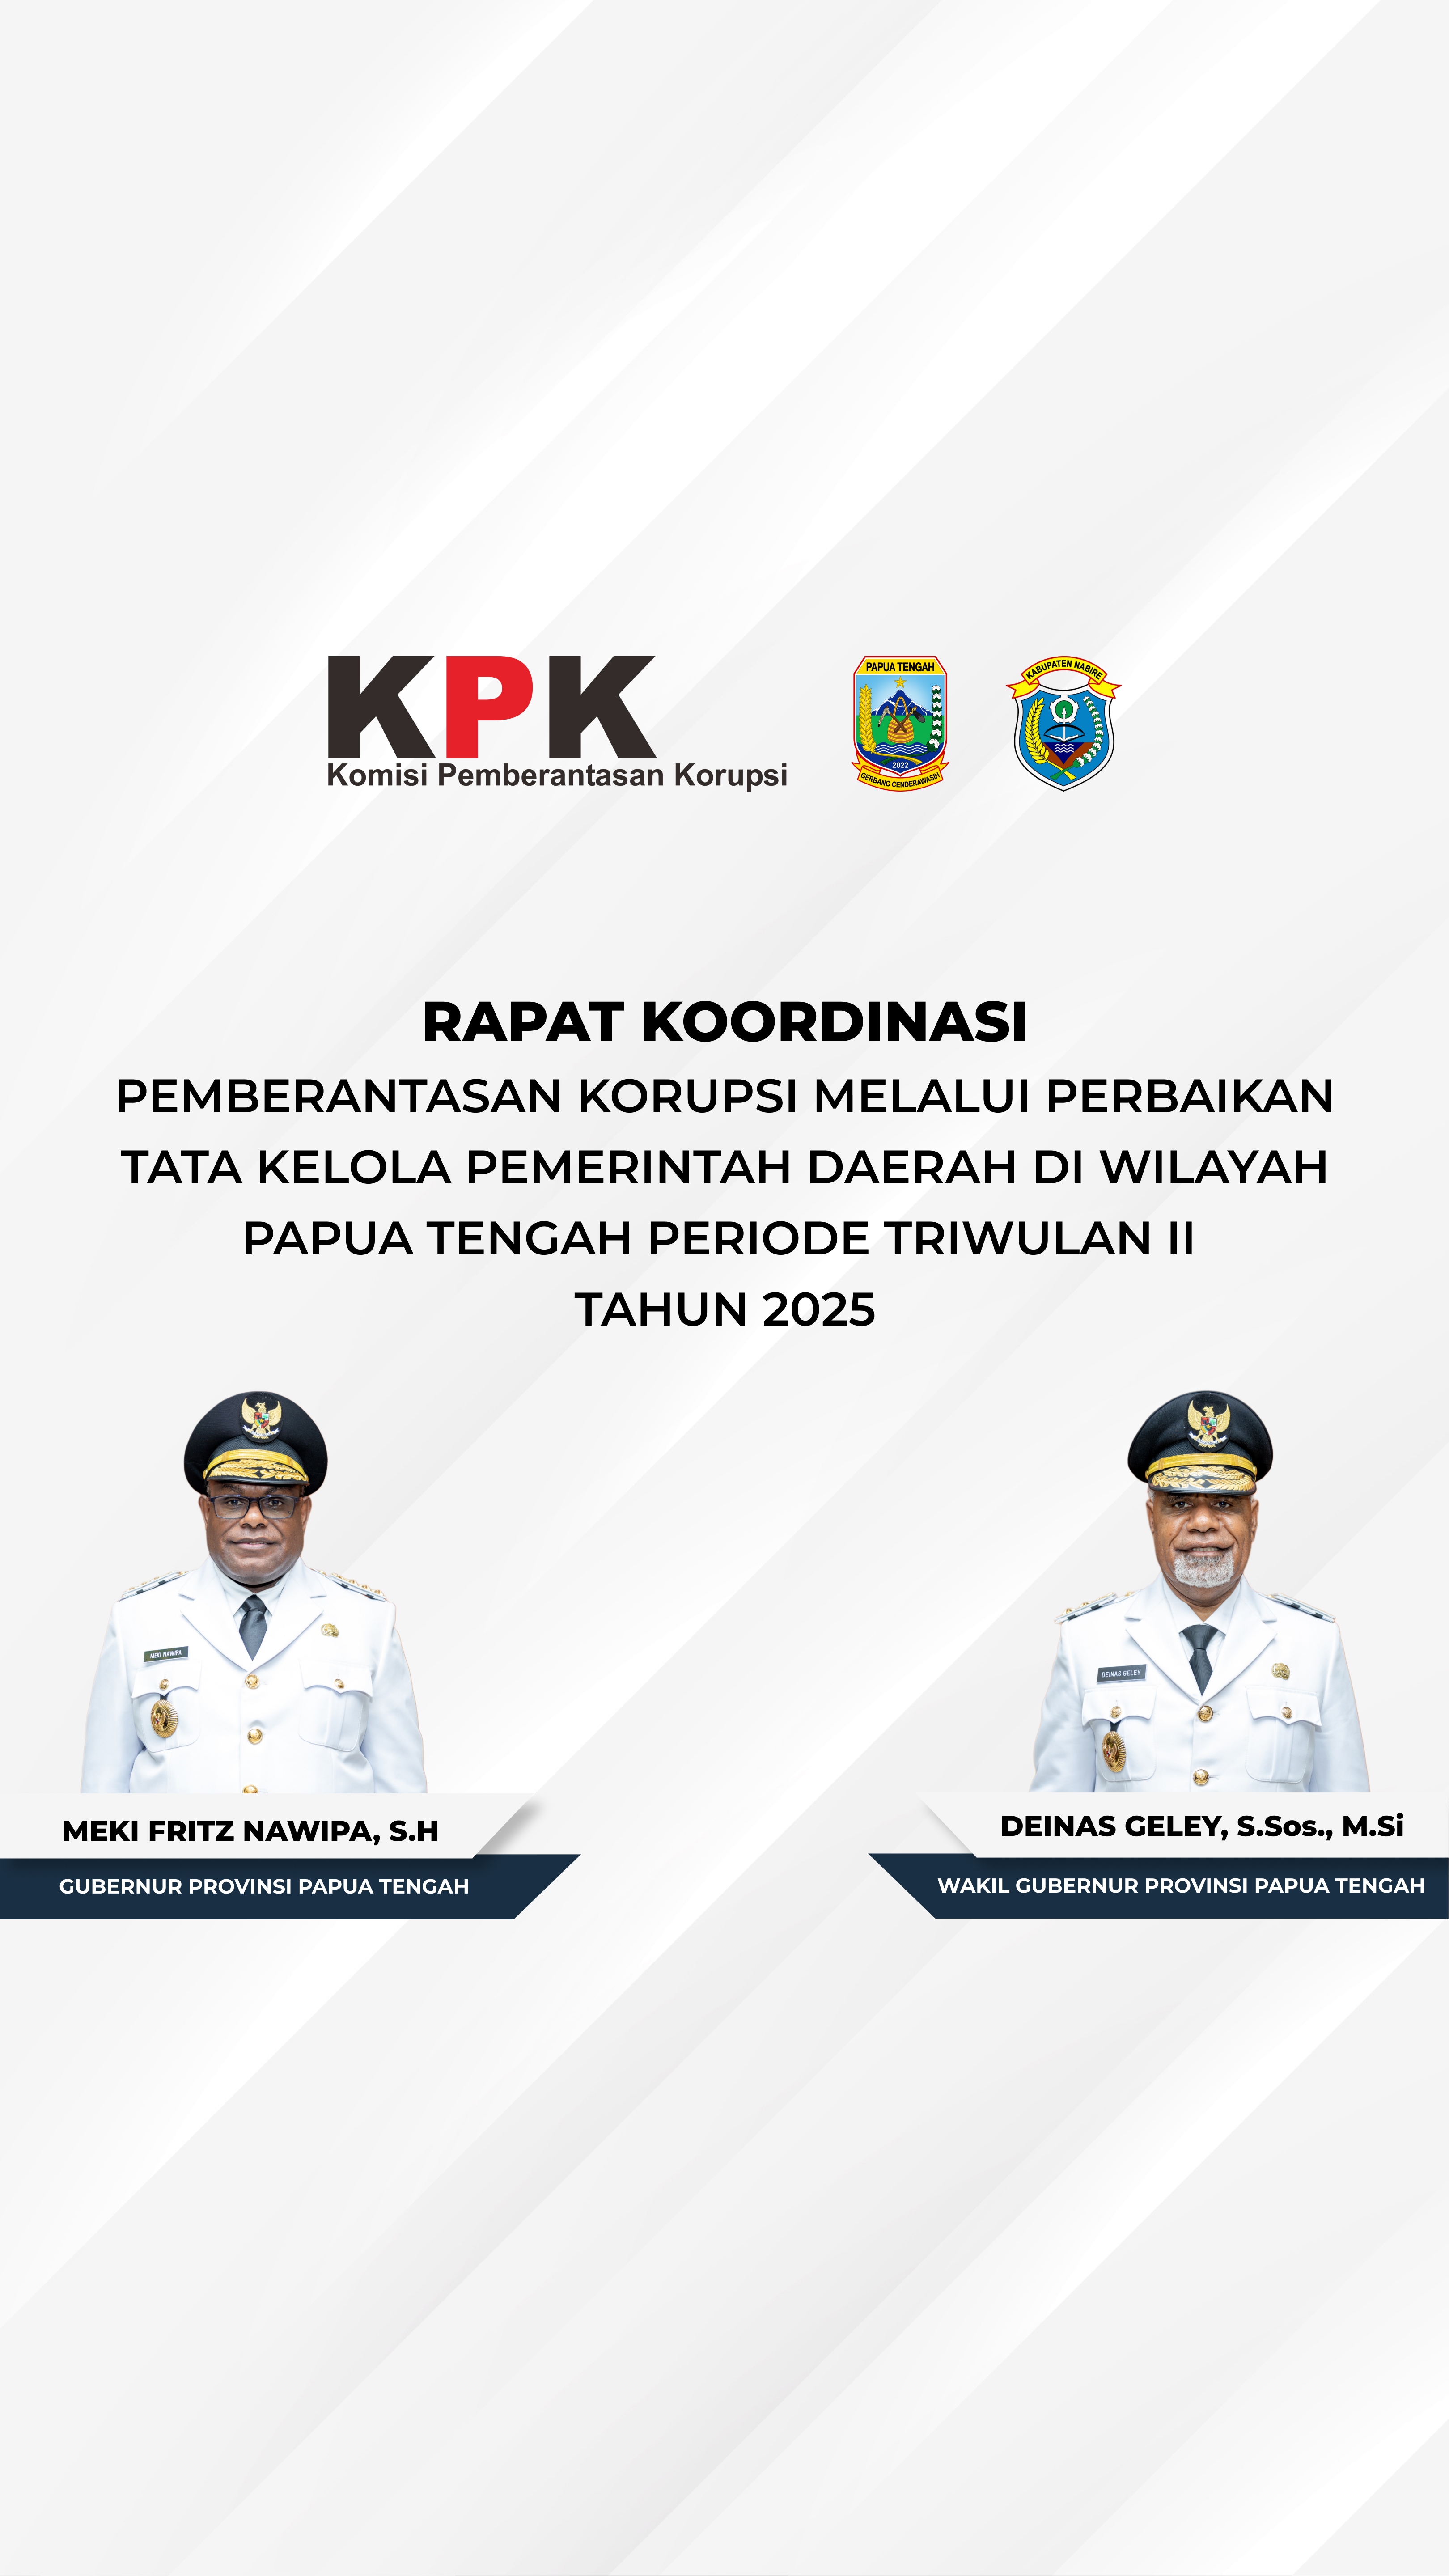 KPK
Komisi Pemberantasan Korupsi
PAPUA TENGAH
2022
GERBANG CENDERAWASIH
KABUPATEN NABIRE
RAPAT KOORDINASI
PEMBERANTASAN KORUPSI MELALUI PERBAIKAN
TATA KELOLA PEMERINTAH DAERAH DI WILAYAH
PAPUA TENGAH PERIODE TRIWULAN II
TAHUN 2025
MEKI NAWIPA
DEINAS GELEY
MEKI FRITZ NAWIPA, S.H
GUBERNUR PROVINSI PAPUA TENGAH
DEINAS GELEY, S.Sos., M.Si
WAKIL GUBERNUR PROVINSI PAPUA TENGAH